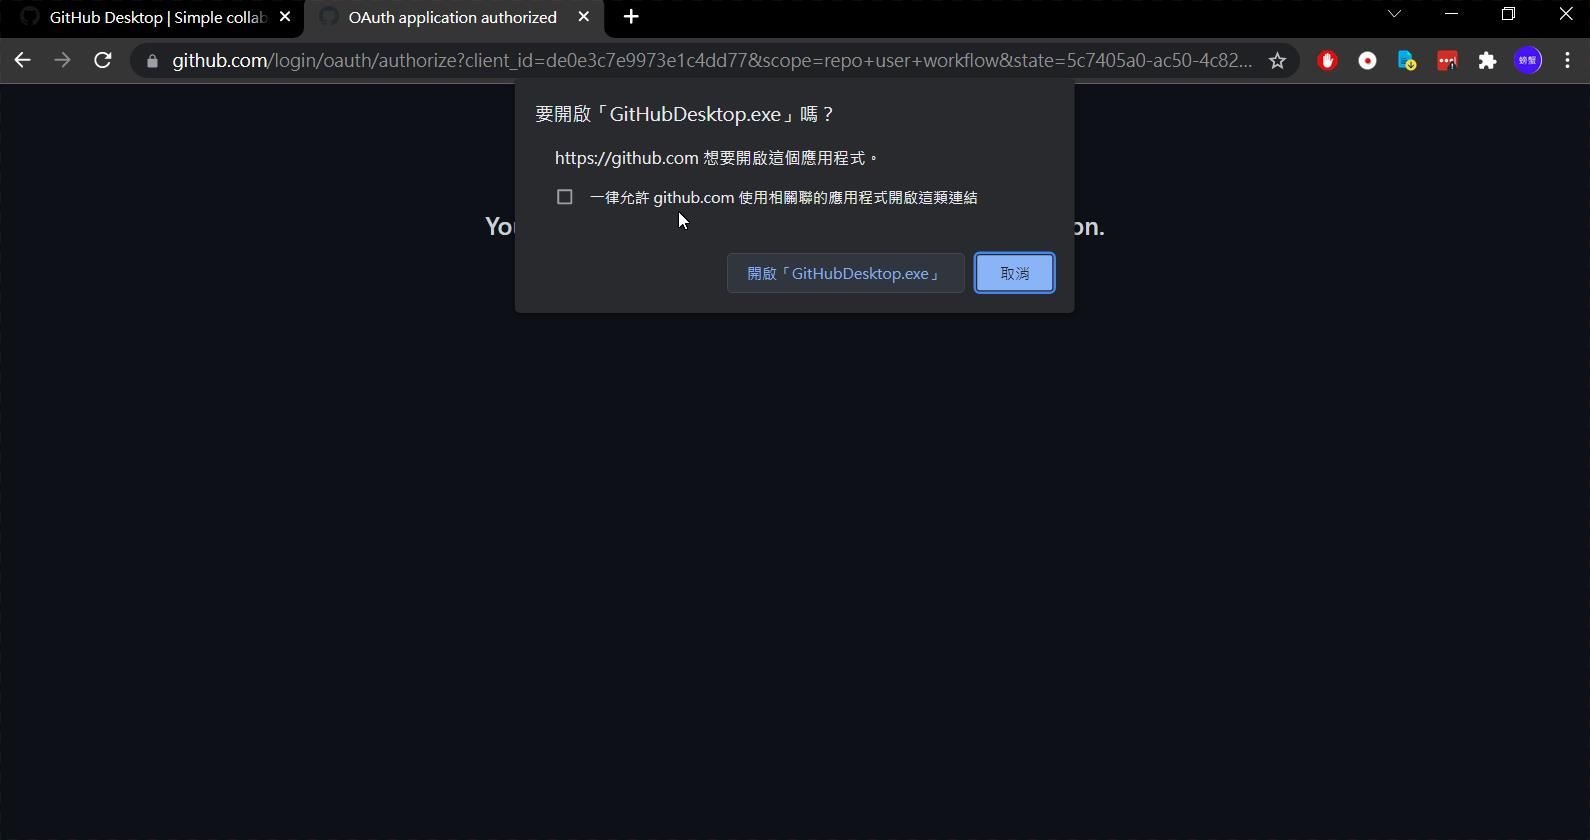 GitHub Desktop | Simple collab
OAuth application authorized
github.com/login/oauth/authorize?client_id=de0e3c7e9973e1c4dd77&scope=repo+user+workflow&state=5c7405a0-ac50-4c82...
螃蟹
要開啟「GitHubDesktop.exe」嗎？
https://github.com 想要開啟這個應用程式。
一律允許 github.com 使用相關聯的應用程式開啟這類連結
開啟「GitHubDesktop.exe」
取消